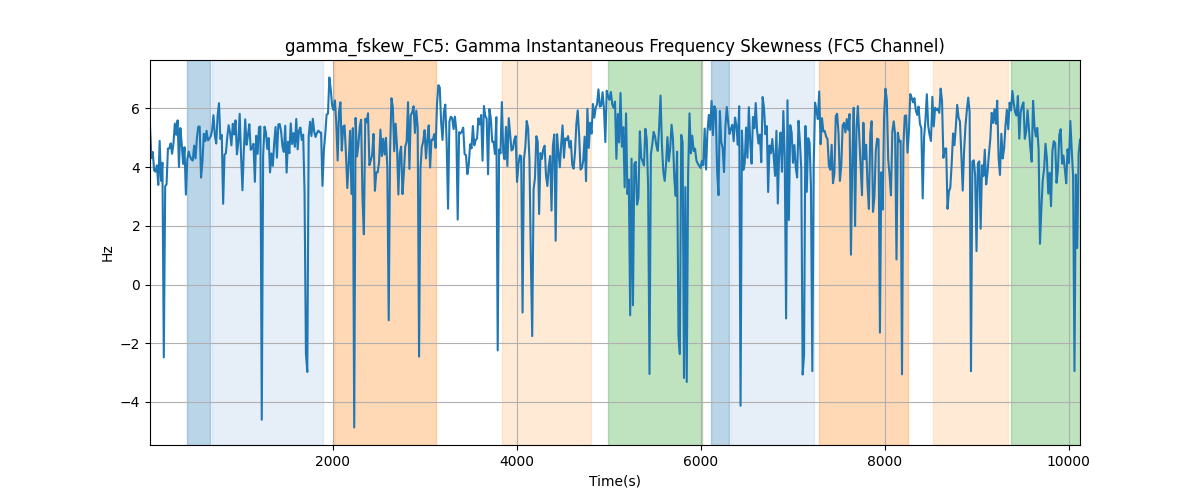 gamma_fskew_FC5: Gamma Instantaneous Frequency Skewness (FC5 Channel)
6
4
2
0
−2
−4
Hz
2000 4000 6000 8000 10000
Time(s)